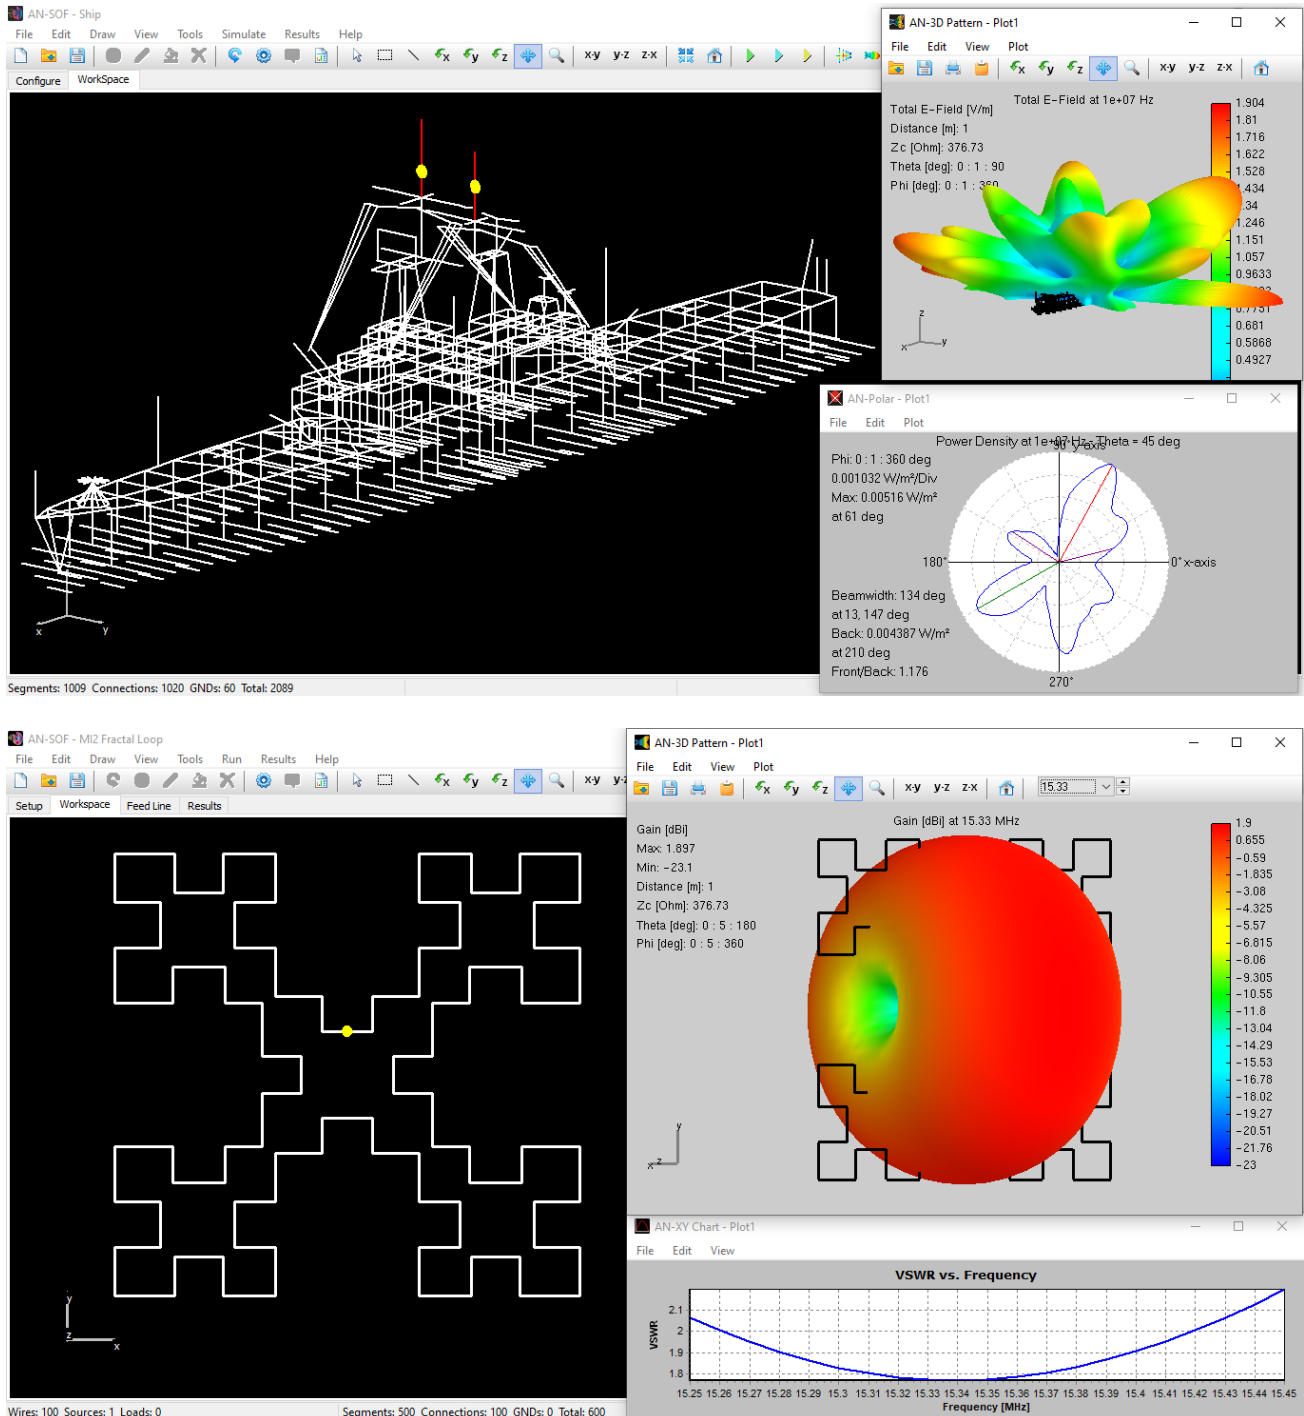 AN-SOF - Ship
File Edit Draw View Tools Simulate Results Help
x-y y-z z-x
Configure WorkSpace
x y
Segments: 1009 Connections: 1020 GNDs: 60 Total: 2089
AN-3D Pattern - Plot1
File Edit View Plot
x y z x-y y-z z-x
Total E-Field at 1e+07 Hz
Total E-Field [V/m]
Distance [m]: 1
Zc [Ohm]: 376.73
Theta [deg]: 0 : 1 : 90
Phi [deg]: 0 : 1 : 360
1.904
1.81
1.716
1.622
1.528
1.434
1.34
1.246
1.151
1.057
0.9633
0.7751
0.681
0.5868
0.4927
z
x y
AN-Polar - Plot1
File Edit Plot
Power Density at 1e+07 Hz - Theta = 45 deg
90° y-axis
Phi: 0 : 1 : 360 deg
0.001032 W/m²/Div
Max: 0.00516 W/m²
at 61 deg
180°
0° x-axis
Beamwidth: 134 deg
at 13, 147 deg
Back: 0.004387 W/m²
at 210 deg
Front/Back: 1.176
270°
AN-SOF - MI2 Fractal Loop
File Edit Draw View Tools Run Results Help
x y z x-y y-z
Setup Workspace Feed Line Results
y
z
x
Wires: 100 Sources: 1 Loads: 0 Segments: 500 Connections: 100 GNDs: 0 Total: 600
AN-3D Pattern - Plot1
File Edit View Plot
x y z x-y y-z z-x 15.33
Gain [dBi] at 15.33 MHz
Gain [dBi]
Max: 1.897
Min: -23.1
Distance [m]: 1
Zc [Ohm]: 376.73
Theta [deg]: 0 : 5 : 180
Phi [deg]: 0 : 5 : 360
1.9
0.655
-0.59
-1.835
-3.08
-4.325
-5.57
-6.815
-8.06
-9.305
-10.55
-11.8
-13.04
-14.29
-15.53
-16.78
-18.02
-19.27
-20.51
-21.76
-23
y
x z
AN-XY Chart - Plot1
File Edit View
VSWR vs. Frequency
VSWR
2.1
2
1.9
1.8
15.25 15.26 15.27 15.28 15.29 15.3 15.31 15.32 15.33 15.34 15.35 15.36 15.37 15.38 15.39 15.4 15.41 15.42 15.43 15.44 15.45
Frequency [MHz]